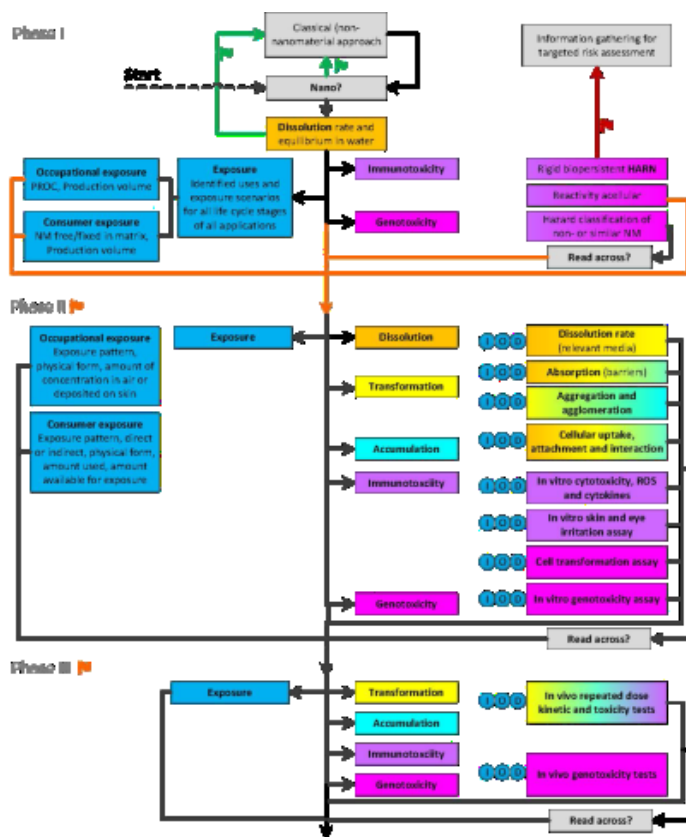 Phase I
Classical (non-
nanomaterial approach
Information gathering for
targeted risk assessment
Start
Nano?
Dissolution rate and
equilibrium in water
Occupational exposure
PROC, Production volume
Exposure
Identified uses and
exposure scenarios
for all life cycle stages
of all applications
Immunotoxicity
Rigid biopersistent HARN
Reactivity acellular
Consumer exposure
NM free/fixed in matrix,
Production volume
Genotoxicity
Hazard classification of
non- or similar NM
Read across?
Phase II
Occupational exposure
Exposure pattern,
physical form, amount of
concentration in air or
deposited on skin
Exposure
Dissolution
I O D
Dissolution rate
(relevant media)
Transformation
I O D
Absorption (barriers)
I O D
Aggregation and
agglomeration
Consumer exposure
Exposure pattern, direct
or indirect, physical form,
amount used, amount
available for exposure
Accumulation
I O D
Cellular uptake,
attachment and interaction
Immunotoxciity
I O D
In vitro cytotoxicity, ROS
and cytokines
I O D
In vitro skin and eye
irritation assay
I O D
Cell transformation assay
Genotoxicity
I O D
In vitro genotoxicity assay
Read across?
Phase III
Exposure
Transformation
I O D
In vivo repeated dose
kinetic and toxicity tests
Accumulation
Immunotoxciity
Genotoxicity
I O D
In vivo genotoxicity tests
Read across?